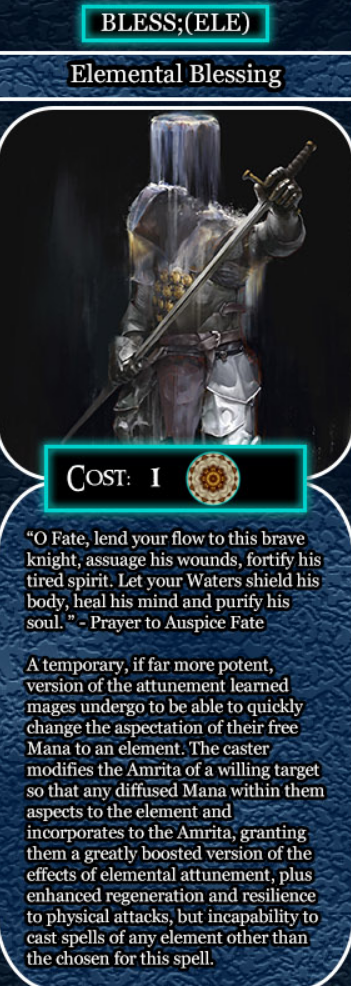 BLESS;(ELE)
Elemental Blessing
COST: 1
“O Fate, lend your flow to this brave
knight, assuage his wounds, fortify his
tired spirit. Let your Waters shield his
body, heal his mind and purify his
soul. ” - Prayer to Auspice Fate
A temporary, if far more potent,
version of the attunement learned
mages undergo to be able to quickly
change the aspectation of their free
Mana to an element. The caster
modifies the Amrita of a willing target
so that any diffused Mana within them
aspects to the element and
incorporates to the Amrita, granting
them a greatly boosted version of the
effects of elemental attunement, plus
enhanced regeneration and resilience
to physical attacks, but incapability to
cast spells of any element other than
the chosen for this spell.